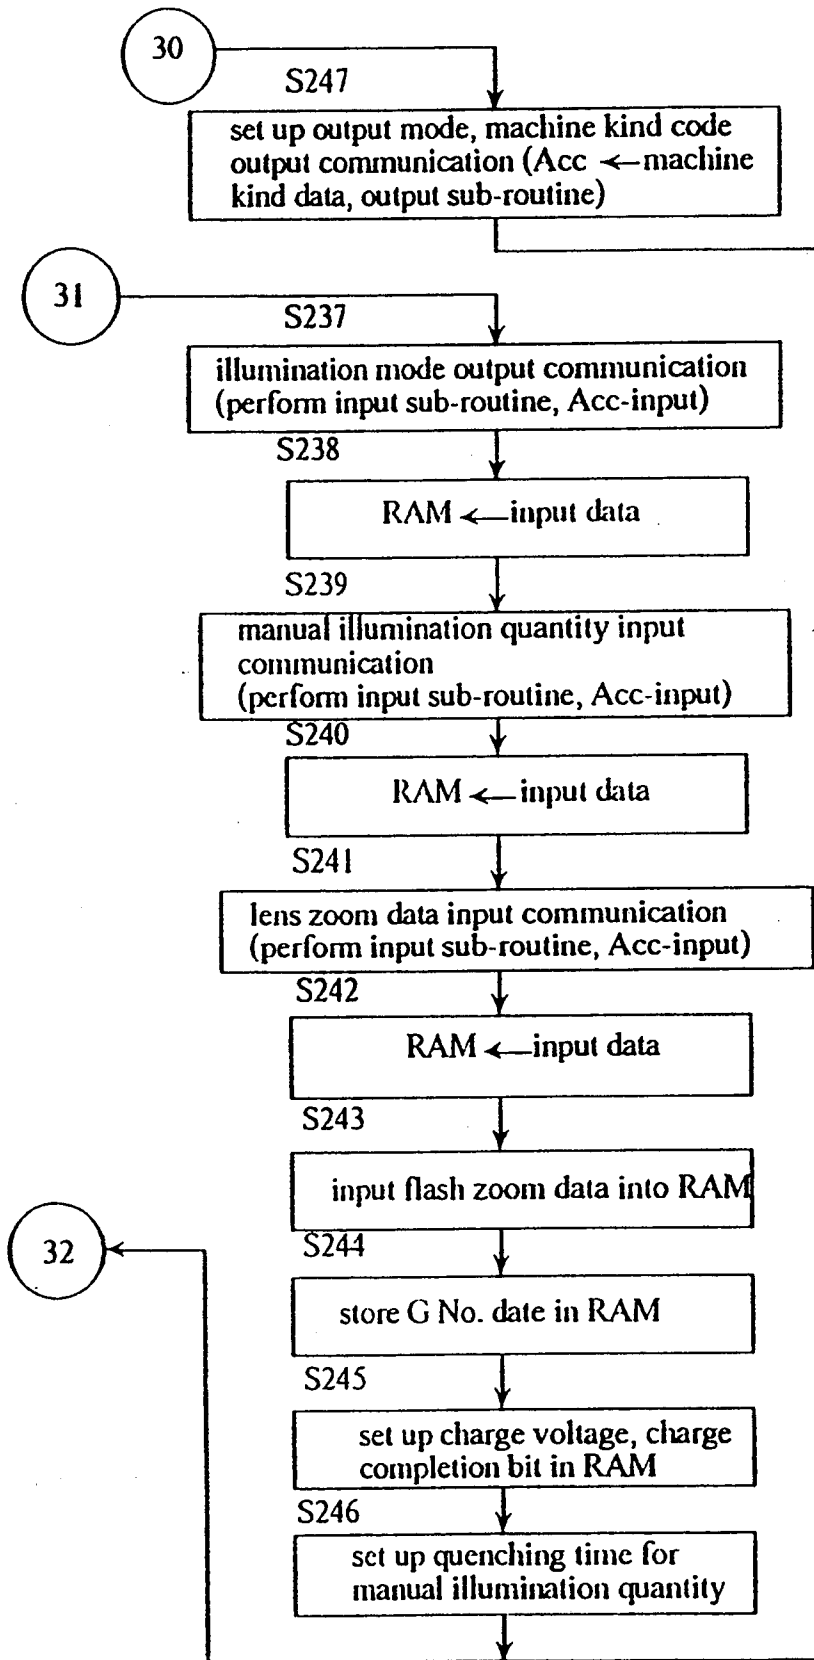 30
S247
set up output mode, machine kind code
output communication (Acc ← machine
kind data, output sub-routine)
31
S237
illumination mode output communication
(perform input sub-routine, Acc-input)
S238
RAM ← input data
S239
manual illumination quantity input
communication
(perform input sub-routine, Acc-input)
S240
RAM ← input data
S241
lens zoom data input communication
(perform input sub-routine, Acc-input)
S242
RAM ← input data
S243
input flash zoom data into RAM
32
S244
store G No. date in RAM
S245
set up charge voltage, charge
completion bit in RAM
S246
set up quenching time for
manual illumination quantity